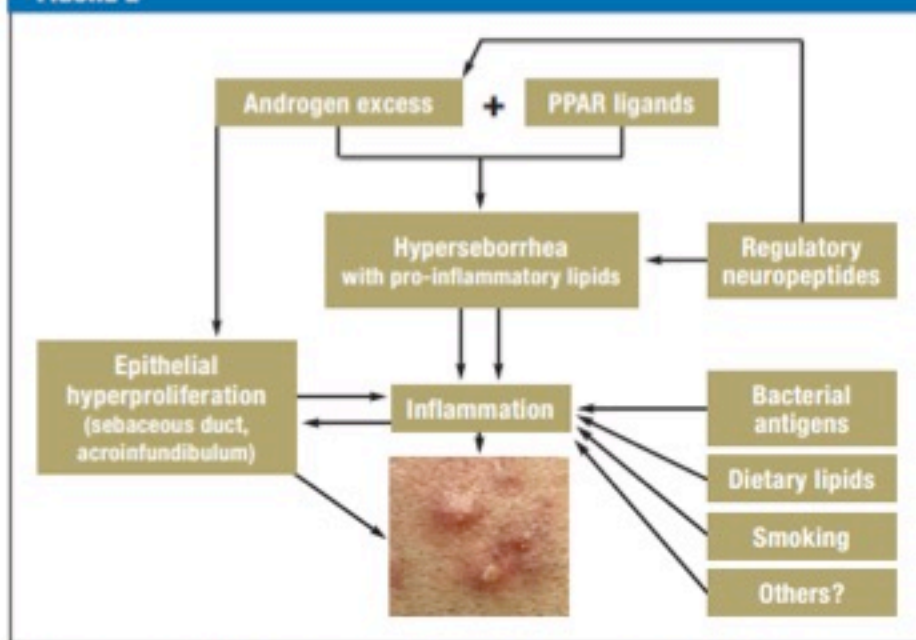 Androgen excess
+
PPAR ligands
Hyperseborrhea
with pro-inflammatory lipids
Regulatory
neuropeptides
Epithelial
hyperproliferation
(sebaceous duct,
acroinfundibulum)
Inflammation
Bacterial
antigens
Dietary lipids
Smoking
Others?